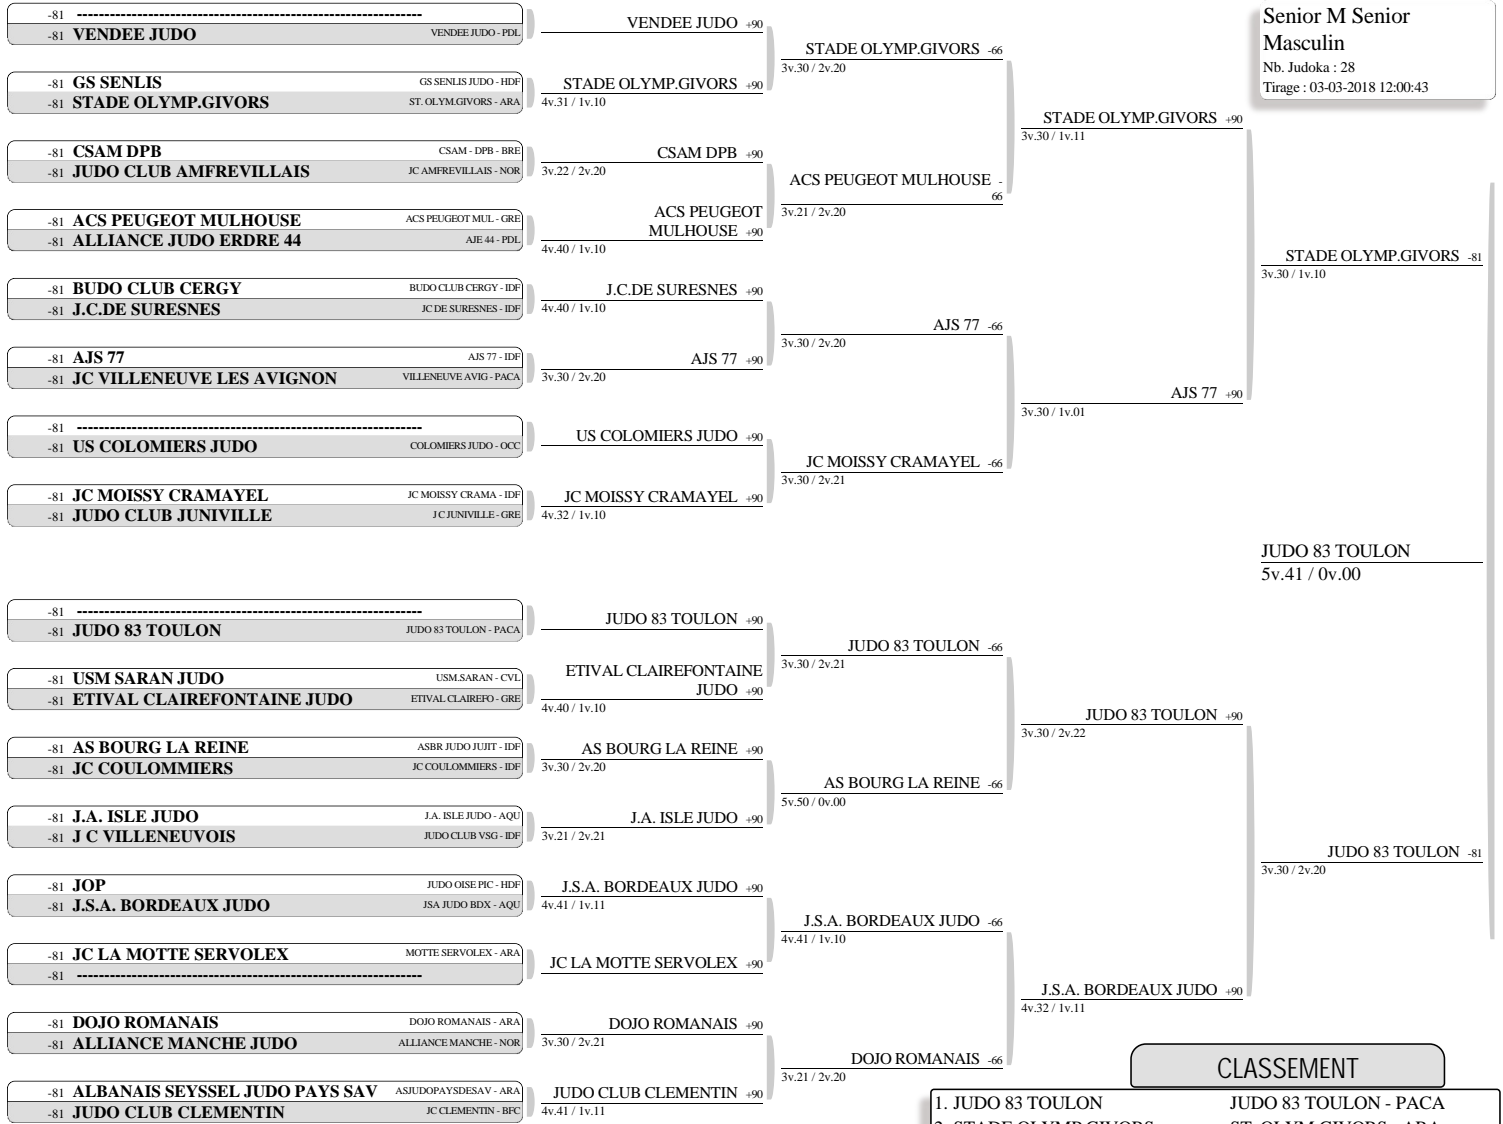 Senior M Senior
Masculin
Nb. Judoka : 28
Tirage : 03-03-2018 12:00:43
-81 ---------------------------------------------------------------
-81 VENDEE JUDO VENDEE JUDO - PDL
-81 GS SENLIS GS SENLIS JUDO - HDF
-81 STADE OLYMP.GIVORS ST. OLYM.GIVORS - ARA
-81 CSAM DPB CSAM - DPB - BRE
-81 JUDO CLUB AMFREVILLAIS JC AMFREVILLAIS - NOR
-81 ACS PEUGEOT MULHOUSE ACS PEUGEOT MUL - GRE
-81 ALLIANCE JUDO ERDRE 44 AJE 44 - PDL
-81 BUDO CLUB CERGY BUDO CLUB CERGY - IDF
-81 J.C.DE SURESNES JC DE SURESNES - IDF
-81 AJS 77 AJS 77 - IDF
-81 JC VILLENEUVE LES AVIGNON VILLENEUVE AVIG - PACA
-81 ---------------------------------------------------------------
-81 US COLOMIERS JUDO COLOMIERS JUDO - OCC
-81 JC MOISSY CRAMAYEL JC MOISSY CRAMA - IDF
-81 JUDO CLUB JUNIVILLE J C JUNIVILLE - GRE
-81 ---------------------------------------------------------------
-81 JUDO 83 TOULON JUDO 83 TOULON - PACA
-81 USM SARAN JUDO USM.SARAN - CVL
-81 ETIVAL CLAIREFONTAINE JUDO ETIVAL CLAIREFO - GRE
-81 AS BOURG LA REINE ASBR JUDO JUJIT - IDF
-81 JC COULOMMIERS JC COULOMMIERS - IDF
-81 J.A. ISLE JUDO J.A. ISLE JUDO - AQU
-81 J C VILLENEUVOIS JUDO CLUB VSG - IDF
-81 JOP JUDO OISE PIC - HDF
-81 J.S.A. BORDEAUX JUDO JSA JUDO BDX - AQU
-81 JC LA MOTTE SERVOLEX MOTTE SERVOLEX - ARA
-81 ---------------------------------------------------------------
-81 DOJO ROMANAIS DOJO ROMANAIS - ARA
-81 ALLIANCE MANCHE JUDO ALLIANCE MANCHE - NOR
-81 ALBANAIS SEYSSEL JUDO PAYS SAV ASJUDOPAYSDESAV - ARA
-81 JUDO CLUB CLEMENTIN JC CLEMENTIN - BFC
VENDEE JUDO +90
STADE OLYMP.GIVORS +90
4v.31 / 1v.10
CSAM DPB +90
3v.22 / 2v.20
ACS PEUGEOT
MULHOUSE +90
4v.40 / 1v.10
J.C.DE SURESNES +90
4v.40 / 1v.10
AJS 77 +90
3v.30 / 2v.20
US COLOMIERS JUDO +90
JC MOISSY CRAMAYEL +90
4v.32 / 1v.10
JUDO 83 TOULON +90
ETIVAL CLAIREFONTAINE
JUDO +90
4v.40 / 1v.10
AS BOURG LA REINE +90
3v.30 / 2v.20
J.A. ISLE JUDO +90
3v.21 / 2v.21
J.S.A. BORDEAUX JUDO +90
4v.41 / 1v.11
JC LA MOTTE SERVOLEX +90
DOJO ROMANAIS +90
3v.30 / 2v.21
JUDO CLUB CLEMENTIN +90
4v.41 / 1v.11
STADE OLYMP.GIVORS -66
3v.30 / 2v.20
ACS PEUGEOT MULHOUSE -
66
3v.21 / 2v.20
AJS 77 -66
3v.30 / 2v.20
JC MOISSY CRAMAYEL -66
3v.30 / 2v.21
JUDO 83 TOULON -66
3v.30 / 2v.21
AS BOURG LA REINE -66
5v.50 / 0v.00
J.S.A. BORDEAUX JUDO -66
4v.41 / 1v.10
DOJO ROMANAIS -66
3v.21 / 2v.20
STADE OLYMP.GIVORS +90
3v.30 / 1v.11
AJS 77 +90
3v.30 / 1v.01
JUDO 83 TOULON +90
3v.30 / 2v.22
J.S.A. BORDEAUX JUDO +90
4v.32 / 1v.11
STADE OLYMP.GIVORS -81
3v.30 / 1v.10
JUDO 83 TOULON -81
3v.30 / 2v.20
JUDO 83 TOULON
5v.41 / 0v.00
CLASSEMENT
1. JUDO 83 TOULON JUDO 83 TOULON - PACA
2. STADE OLYMP.GIVORS ST. OLYM.GIVORS - ARA